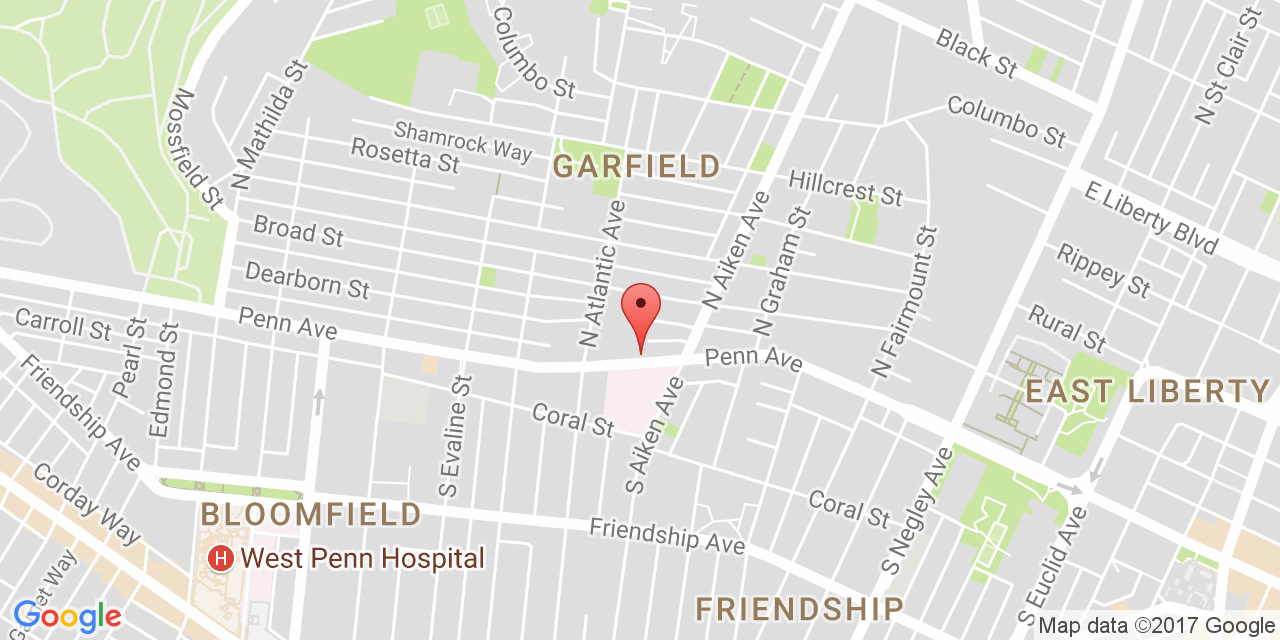 Columbo St
Black St
N St Clair St
N Mathilda St
Mossfield St
Shamrock Way
Rosetta St
Columbo St
GARFIELD
Hillcrest St
E Liberty Blvd
N Aiken Ave
N Graham St
N Atlantic Ave
Broad St
N Fairmount St
Rippey St
Dearborn St
Rural St
Penn Ave
Carroll St
Pearl St
Edmond St
Penn Ave
EAST LIBERTY
Friendship Ave
S Evaline St
Coral St
S Aiken Ave
Corday Way
BLOOMFIELD
Coral St
S Negley Ave
S Euclid Ave
Friendship Ave
H West Penn Hospital
Way
FRIENDSHIP
Google
Map data ©2017 Google